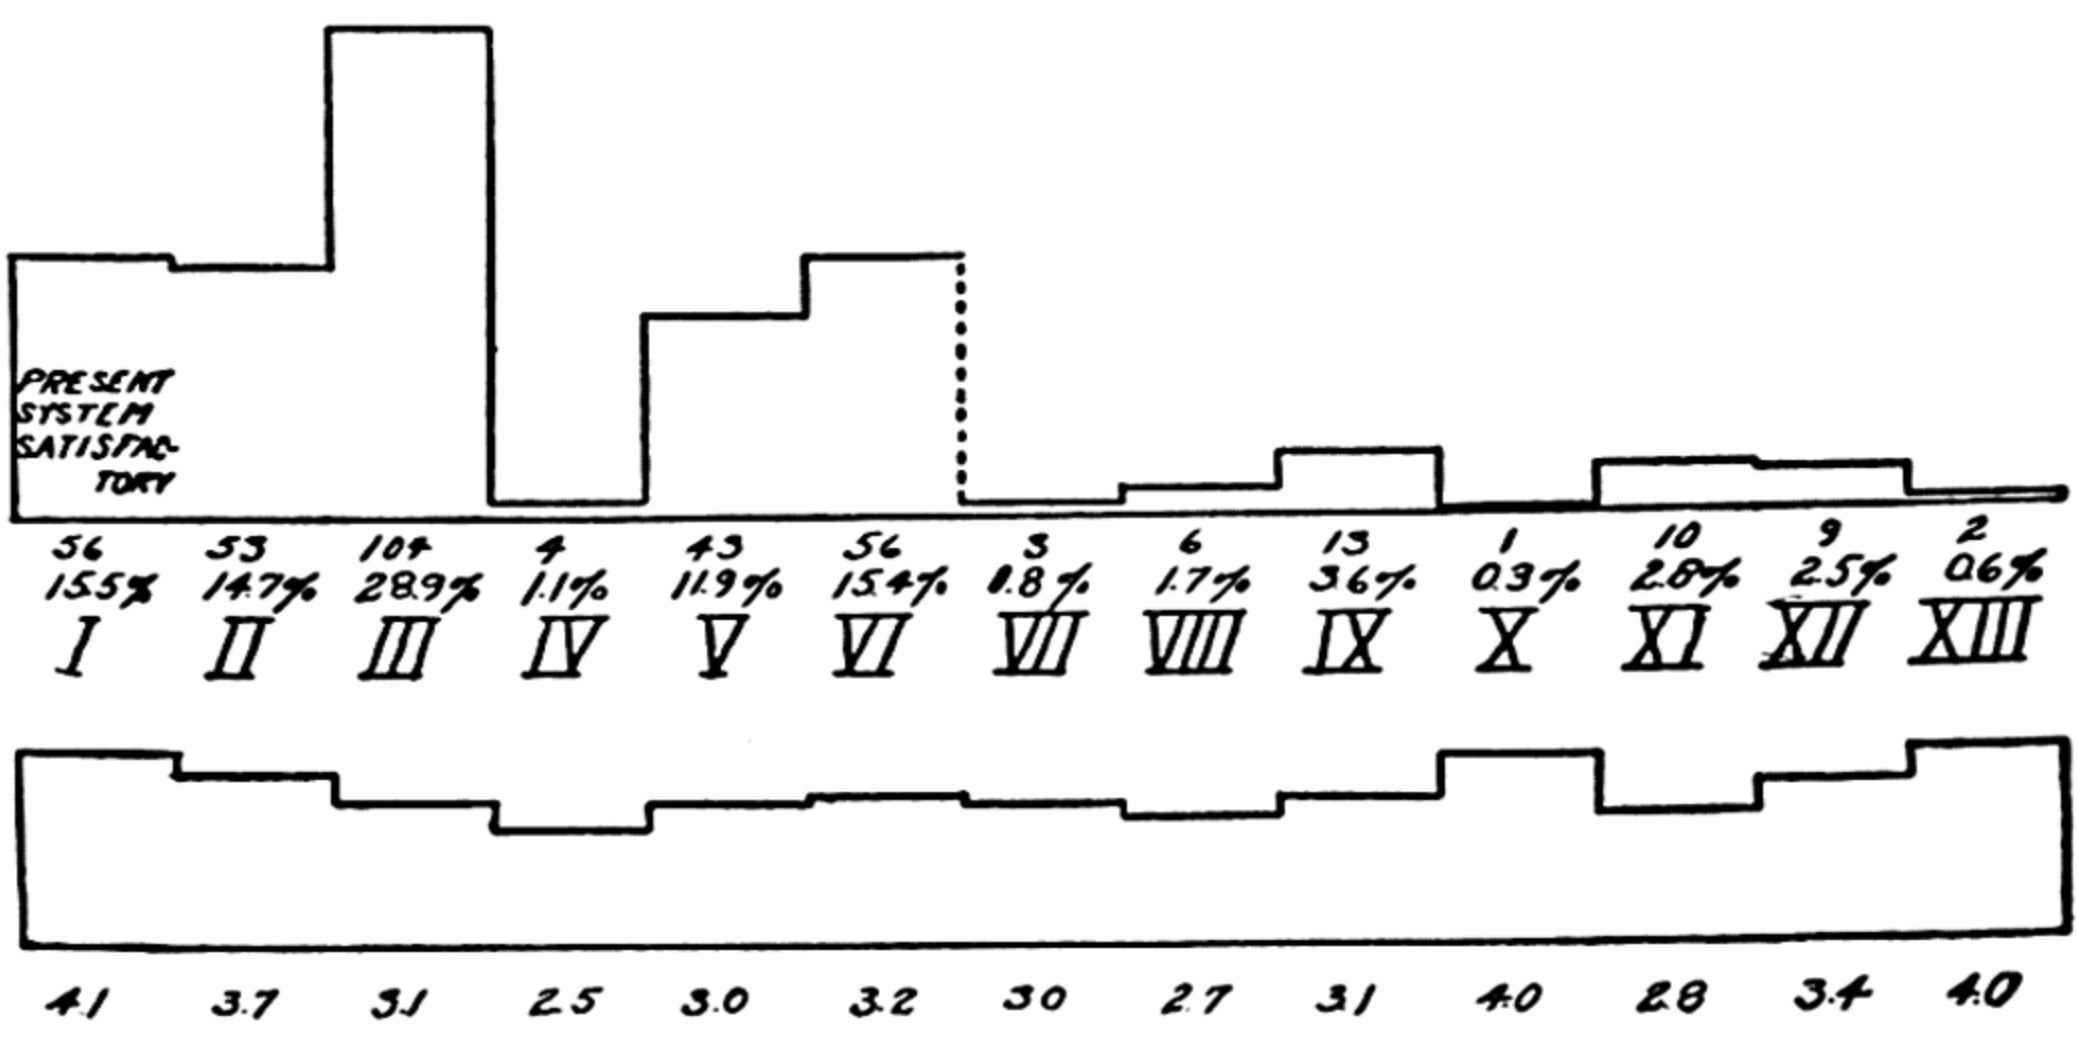 PRESENT
SYSTEM
SATISFAC-
TORY
56 53 104 4 43 56 3 6 13 1 10 9 2
15.5% 14.7% 28.9% 1.1% 11.9% 15.4% 0.8% 1.7% 3.6% 0.3% 2.8% 2.5% 0.6%
I II III IV V VI VII VIII IX X XI XII XIII
4.1 3.7 3.1 2.5 3.0 3.2 3.0 2.7 3.1 4.0 2.8 3.4 4.0